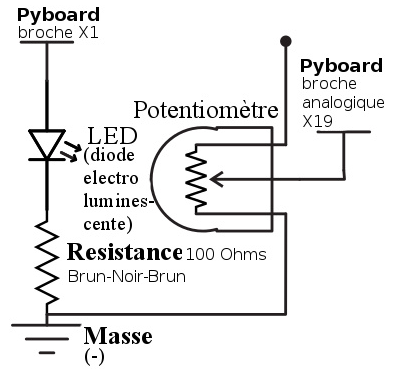 Pyboard
broche X1
Pyboard
broche
analogique
X19
Potentiomètre
LED
(diode
electro
lumines-
cente)
Resistance 100 Ohms
Brun-Noir-Brun
Masse
(-)